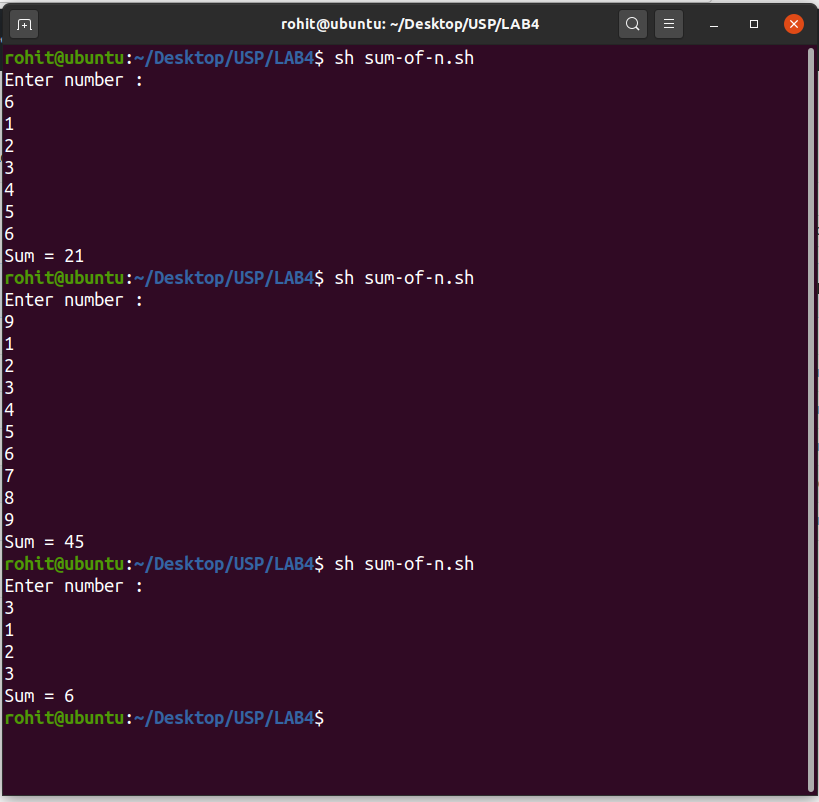 rohit@ubuntu: ~/Desktop/USP/LAB4
rohit@ubuntu:~/Desktop/USP/LAB4$ sh sum-of-n.sh
Enter number :
6
1
2
3
4
5
6
Sum = 21
rohit@ubuntu:~/Desktop/USP/LAB4$ sh sum-of-n.sh
Enter number :
9
1
2
3
4
5
6
7
8
9
Sum = 45
rohit@ubuntu:~/Desktop/USP/LAB4$ sh sum-of-n.sh
Enter number :
3
1
2
3
Sum = 6
rohit@ubuntu:~/Desktop/USP/LAB4$